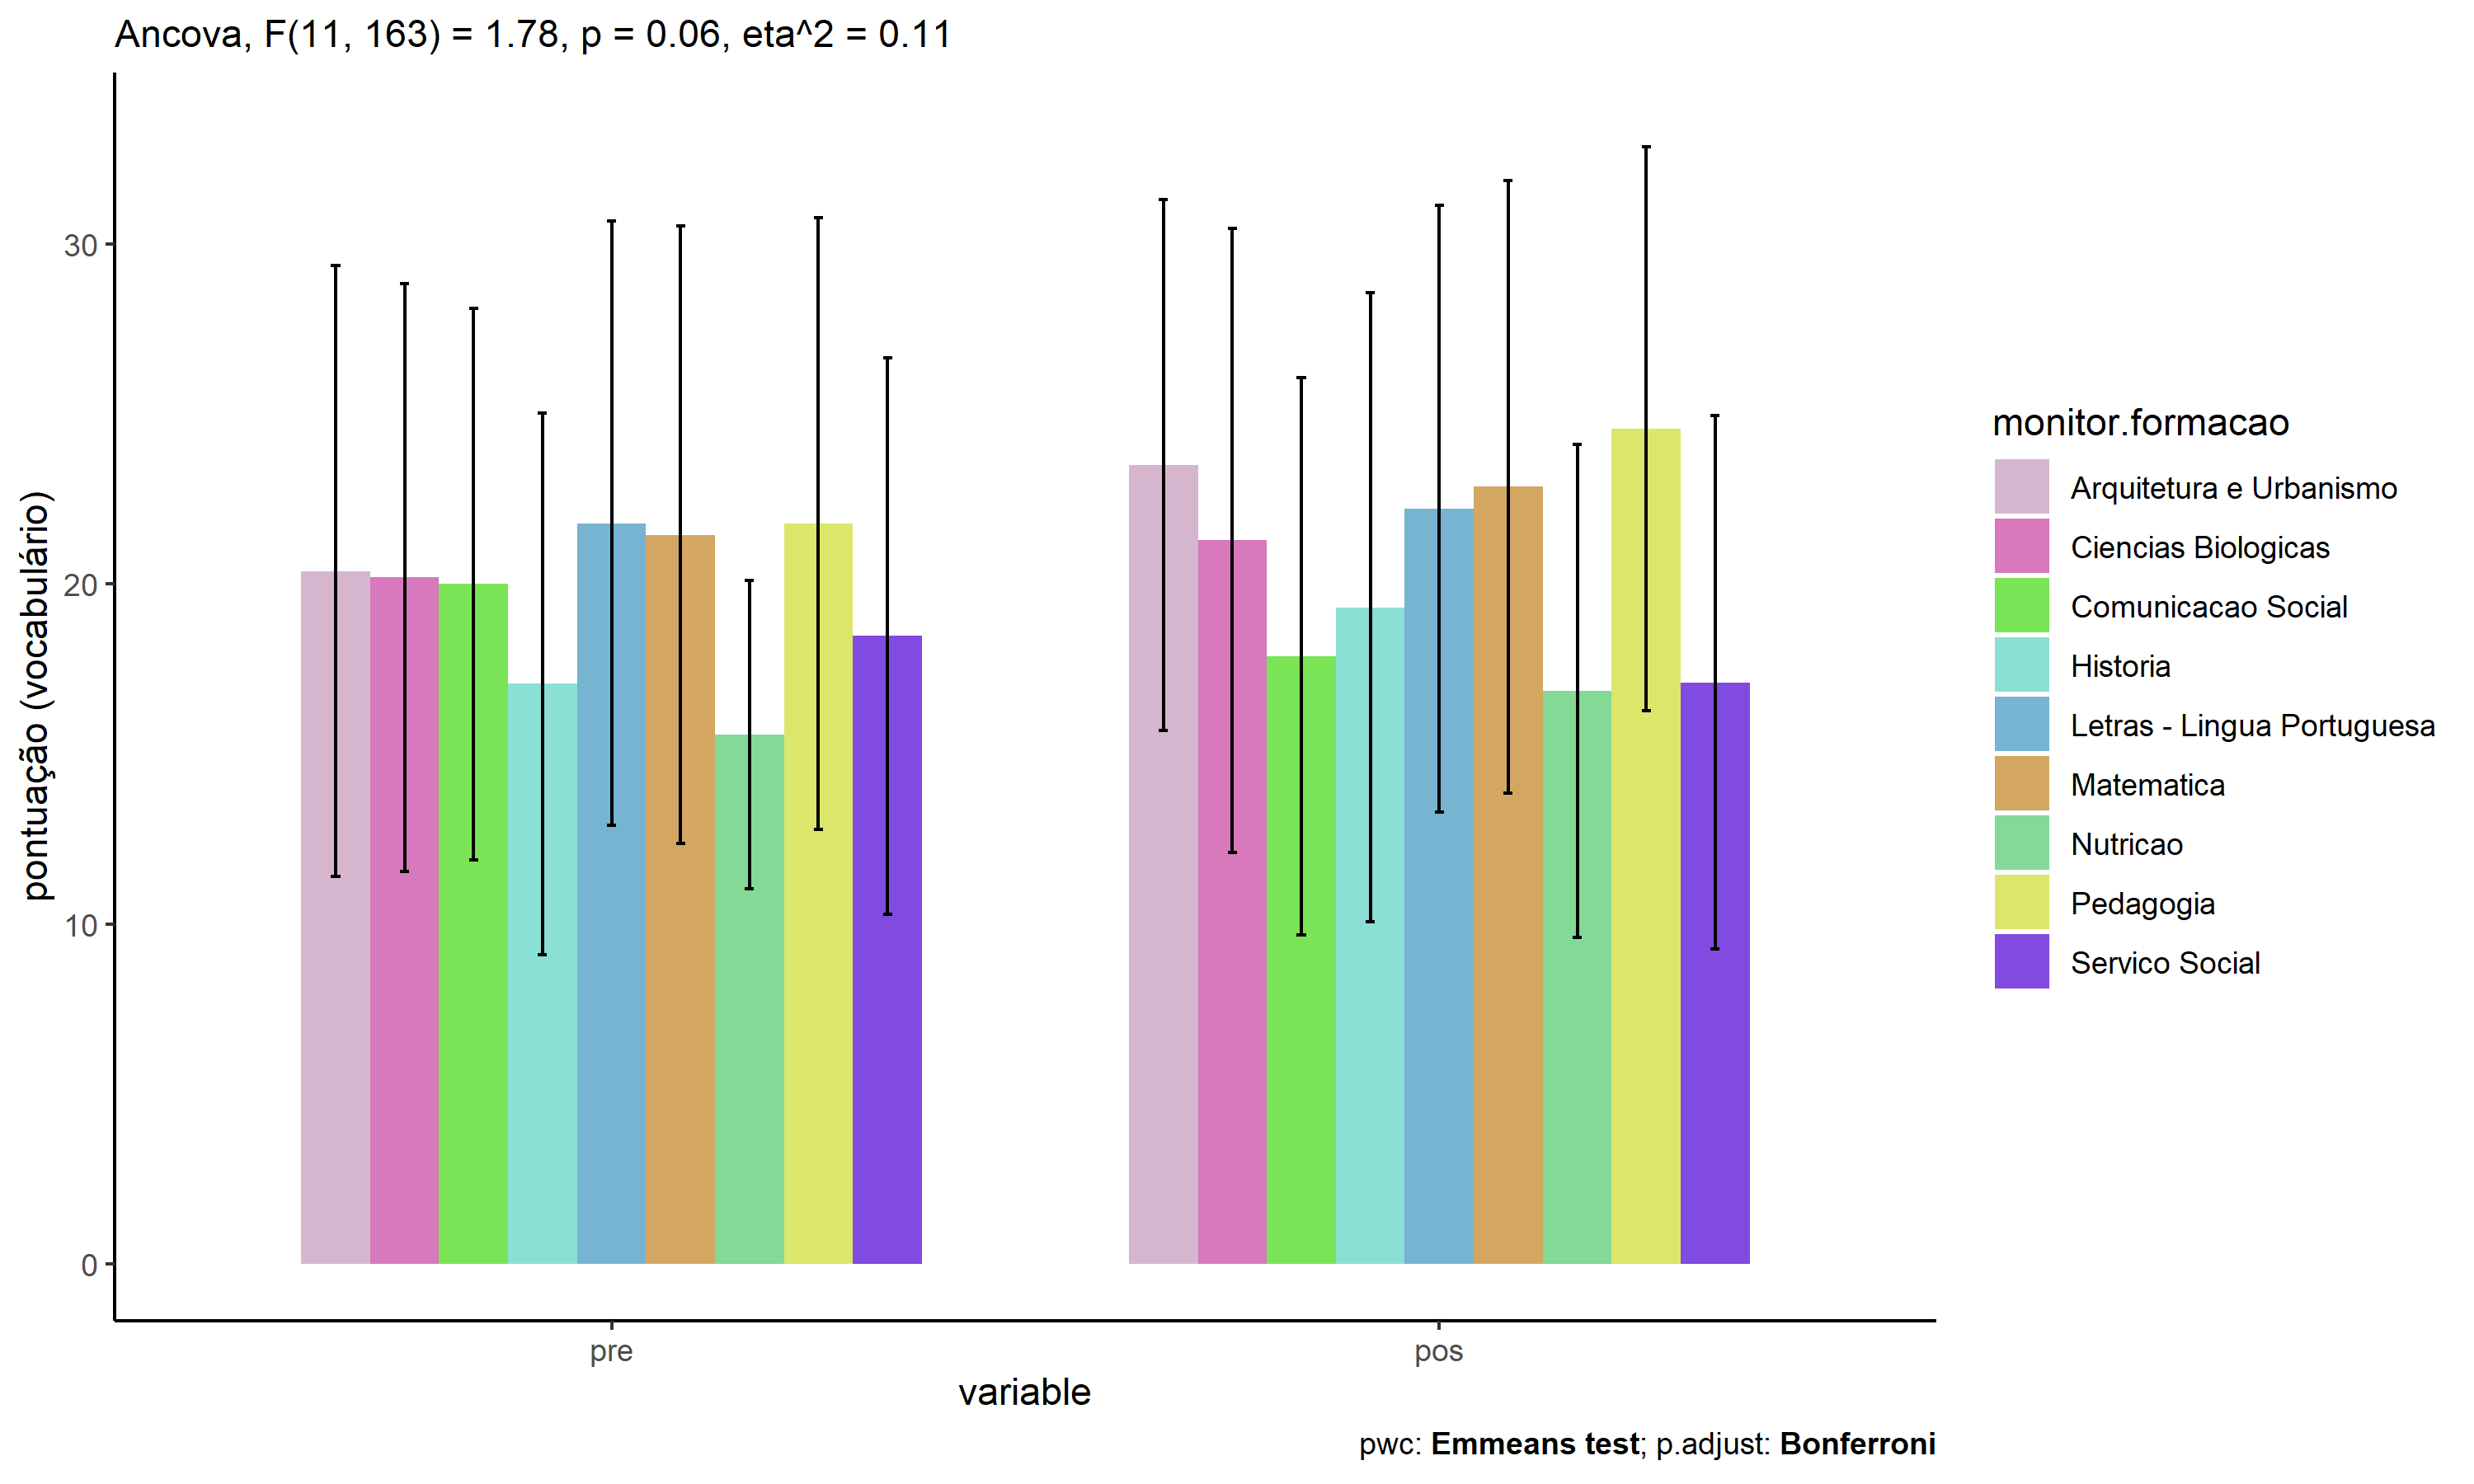 Ancova, F(11, 163) = 1.78, p = 0.06, eta^2 = 0.11
30
20
10
0
pontuação (vocabulário)
pre
pos
variable
monitor.formacao
Arquitetura e Urbanismo
Ciencias Biologicas
Comunicacao Social
Historia
Letras - Lingua Portuguesa
Matematica
Nutricao
Pedagogia
Servico Social
pwc: Emmeans test; p.adjust: Bonferroni